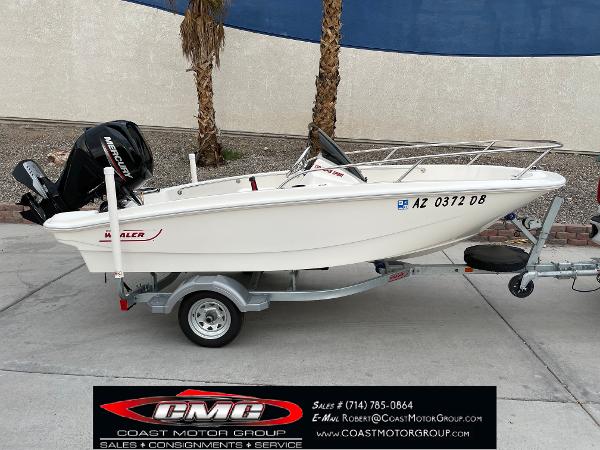 MERCURY
WHALER
AZ 0372 DB
CMG
COAST MOTOR GROUP
SALES • CONSIGNMENTS • SERVICE
SALES # (714) 785-0864
E-MAIL ROBERT@COASTMOTORGROUP.COM
WWW.COASTMOTORGROUP.COM